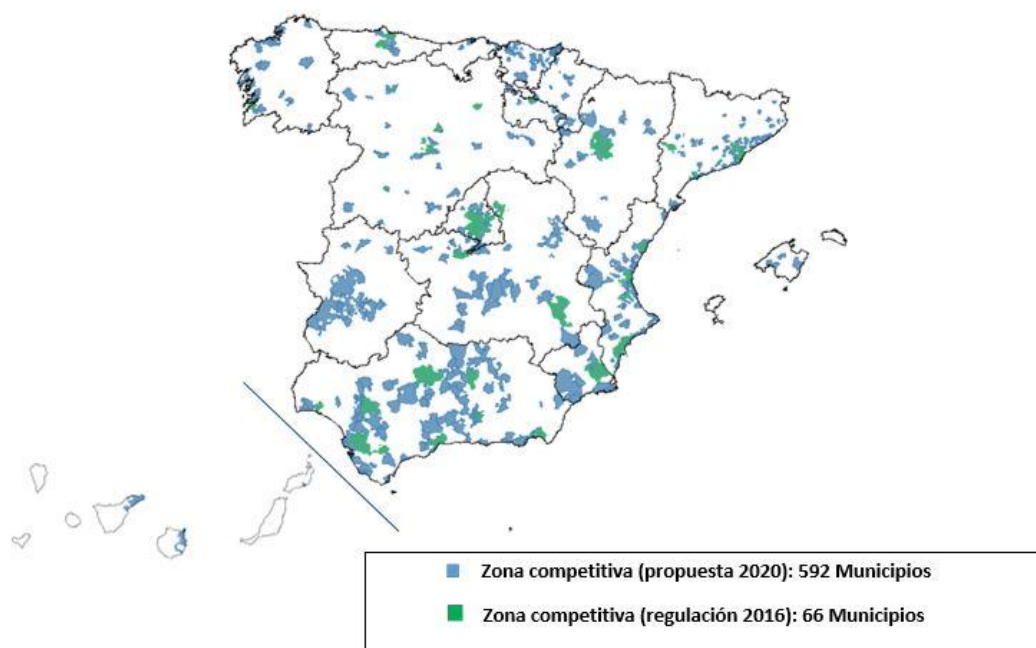 Zona competitiva (propuesta 2020): 592 Municipios
Zona competitiva (regulación 2016): 66 Municipios